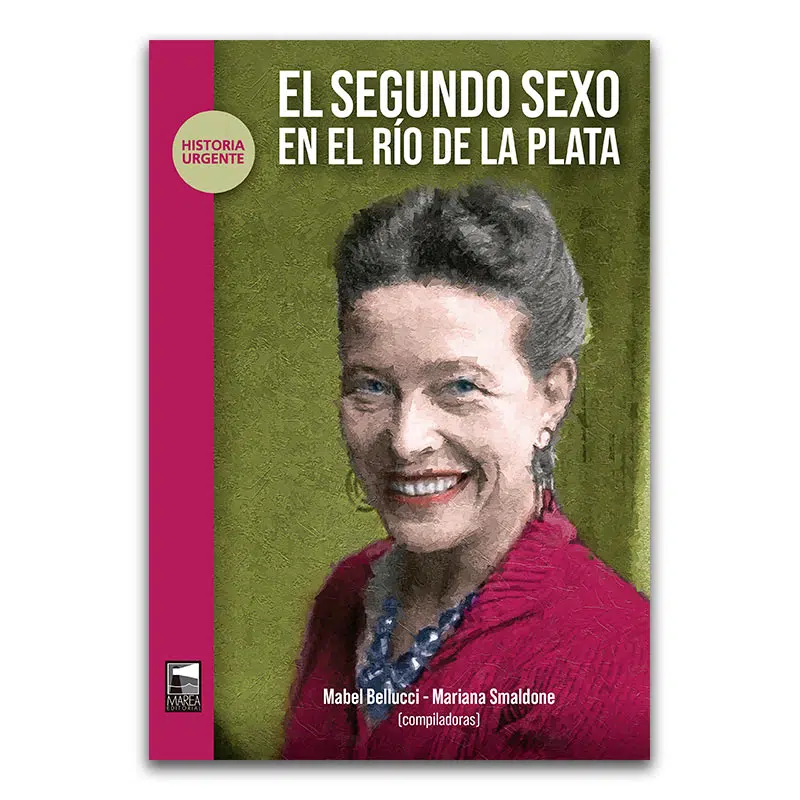 EL SEGUNDO SEXO
EN EL RÍO DE LA PLATA
HISTORIA
URGENTE
Mabel Bellucci - Mariana Smaldone
(compiladoras)
MAREA
EDITORIAL